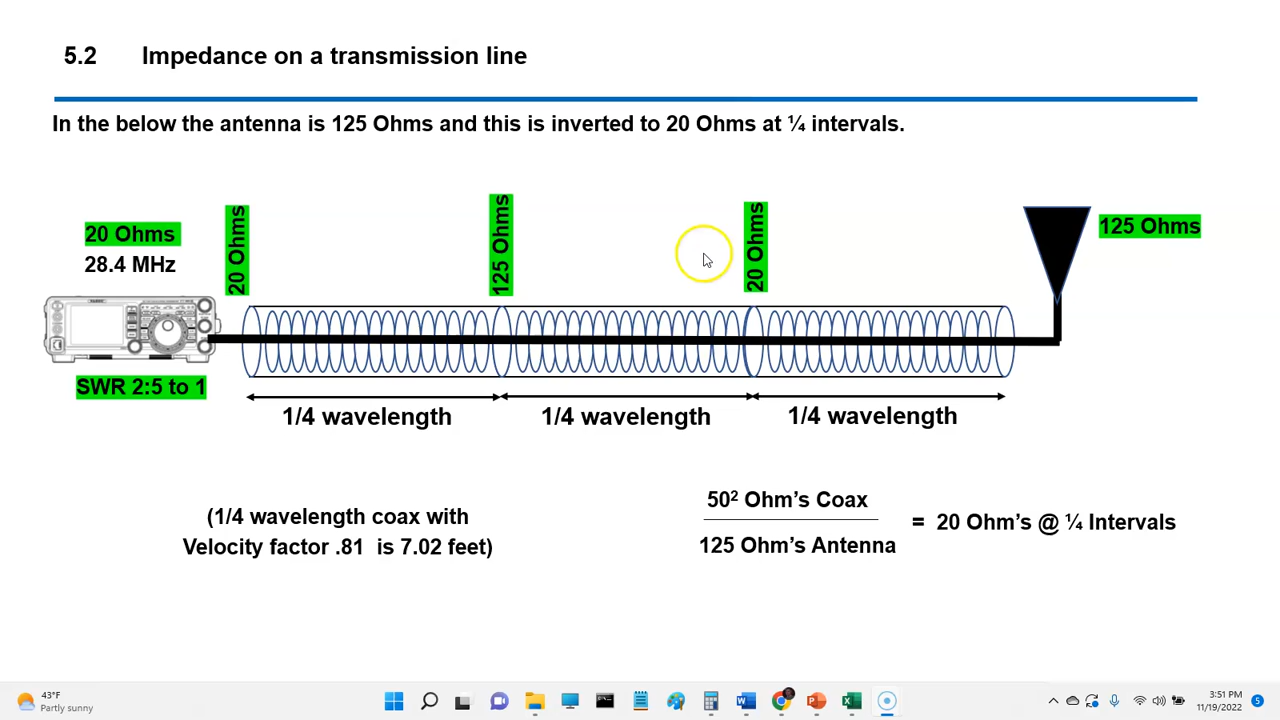 5.2 Impedance on a transmission line
In the below the antenna is 125 Ohms and this is inverted to 20 Ohms at ¼ intervals.
20 Ohms
28.4 MHz
SWR 2:5 to 1
20 Ohms
125 Ohms
20 Ohms
125 Ohms
1/4 wavelength
1/4 wavelength
1/4 wavelength
(1/4 wavelength coax with
Velocity factor .81 is 7.02 feet)
50² Ohm's Coax
125 Ohm's Antenna
= 20 Ohm's @ ¼ Intervals
43°F
Partly sunny
3:51 PM
11/19/2022
5